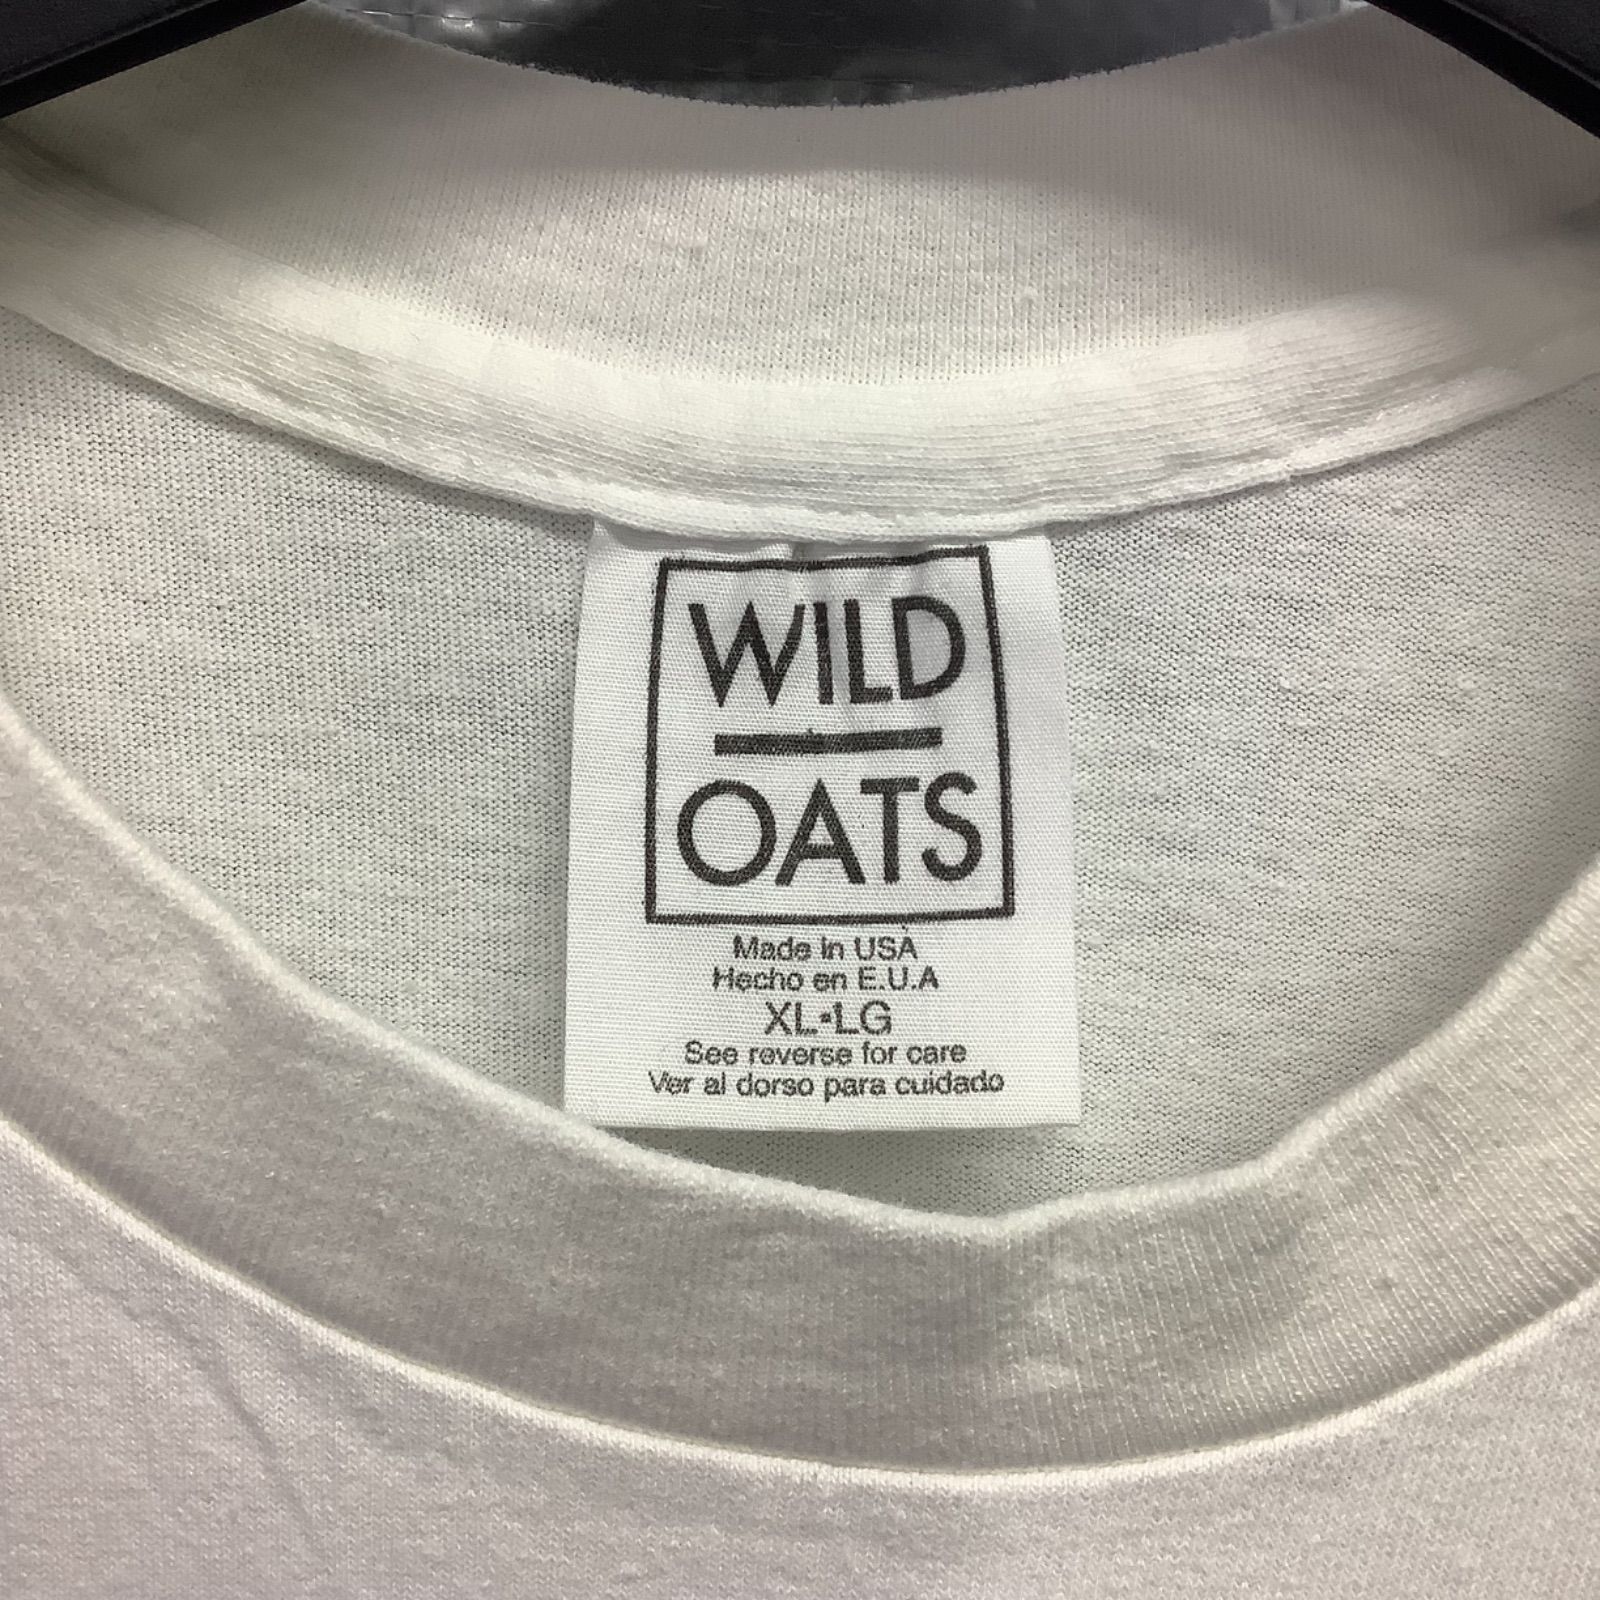 WILD
OATS
Made in USA
Hecho en E.U.A
XL•LG
See reverse for care
Ver al dorso para cuidado